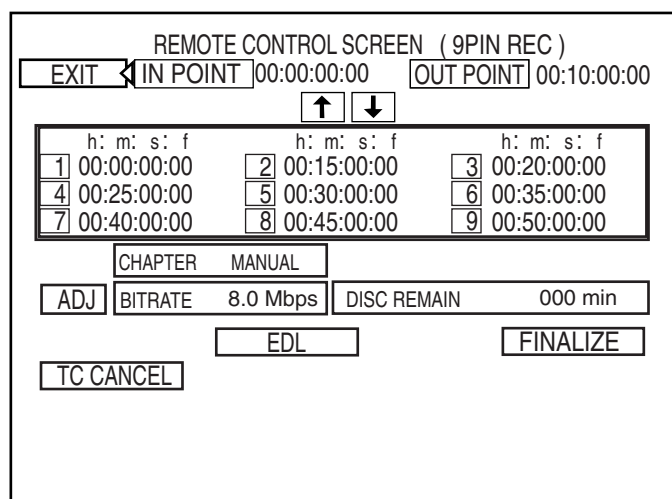 REMOTE CONTROL SCREEN ( 9PIN REC )
EXIT IN POINT 00:00:00:00 OUT POINT 00:10:00:00
↑ ↓
h: m: s: f h: m: s: f h: m: s: f
1 00:00:00:00 2 00:15:00:00 3 00:20:00:00
4 00:25:00:00 5 00:30:00:00 6 00:35:00:00
7 00:40:00:00 8 00:45:00:00 9 00:50:00:00
CHAPTER MANUAL
ADJ BITRATE 8.0 Mbps DISC REMAIN 000 min
EDL FINALIZE
TC CANCEL